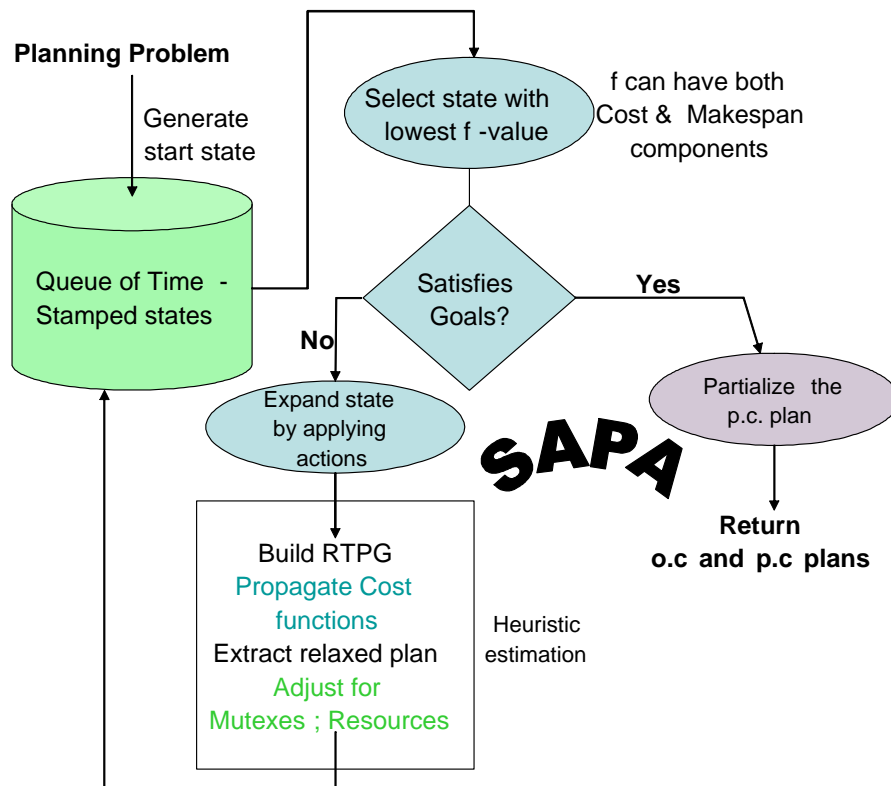 Planning Problem
Generate
start state
Queue of Time -
Stamped states
Select state with
lowest f -value
f can have both
Cost & Makespan
components
Satisfies
Goals?
Yes
No
Expand state
by applying
actions
Partialize the
p.c. plan
SAPA
Return
o.c and p.c plans
Build RTPG
Propagate Cost
functions
Extract relaxed plan
Adjust for
Mutexes ; Resources
Heuristic
estimation